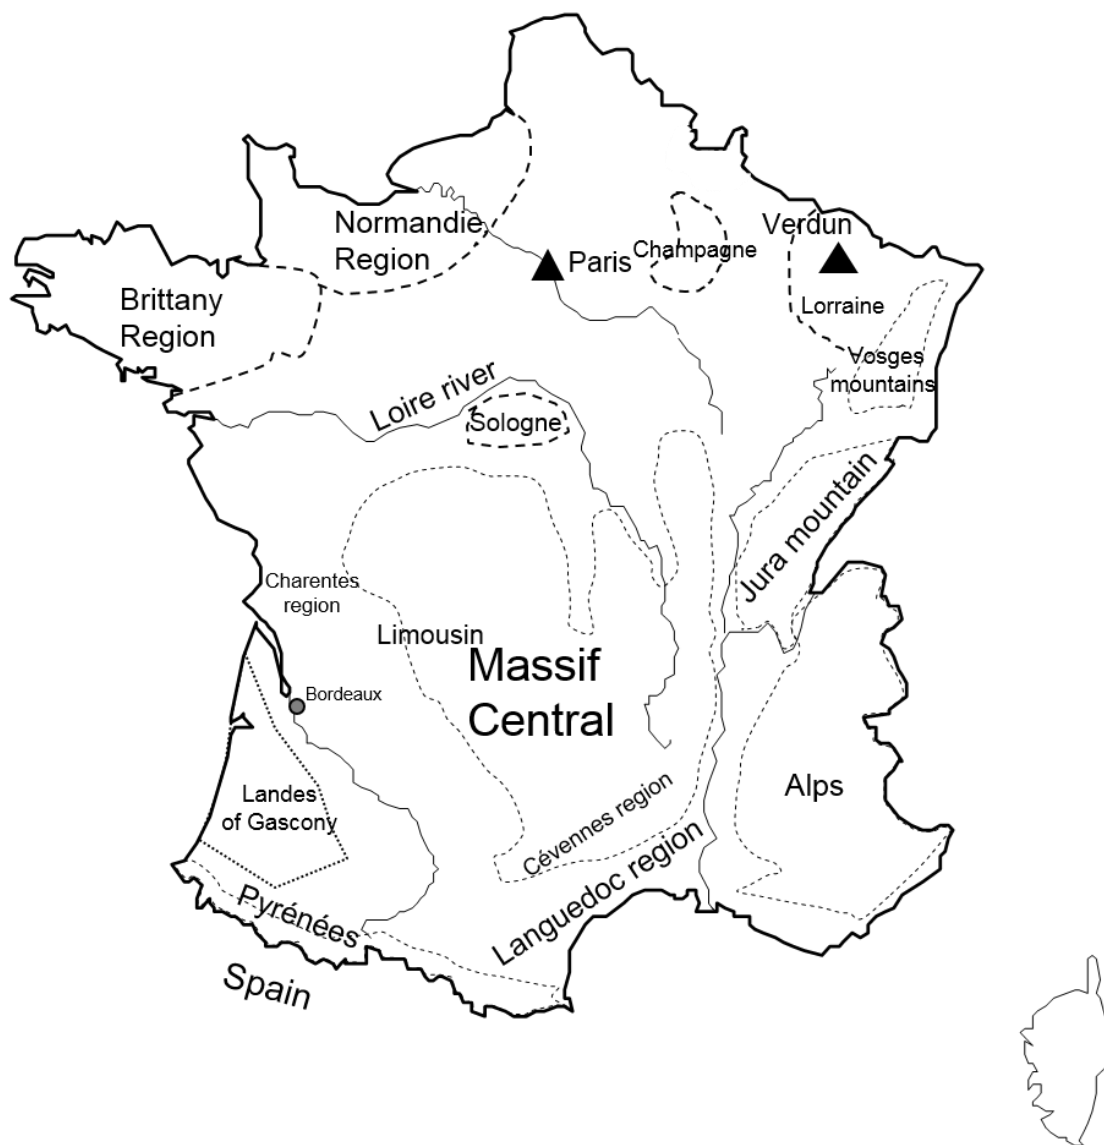 Normandie
Region
Verdun
Champagne
Paris
Brittany
Region
Lorraine
Vosges
mountains
Loire river
Sologne
Jura mountain
Charentes
region
Limousin
Massif
Central
Bordeaux
Landes
of Gascony
Alps
Cévennes region
Languedoc region
Pyrénées
Spain